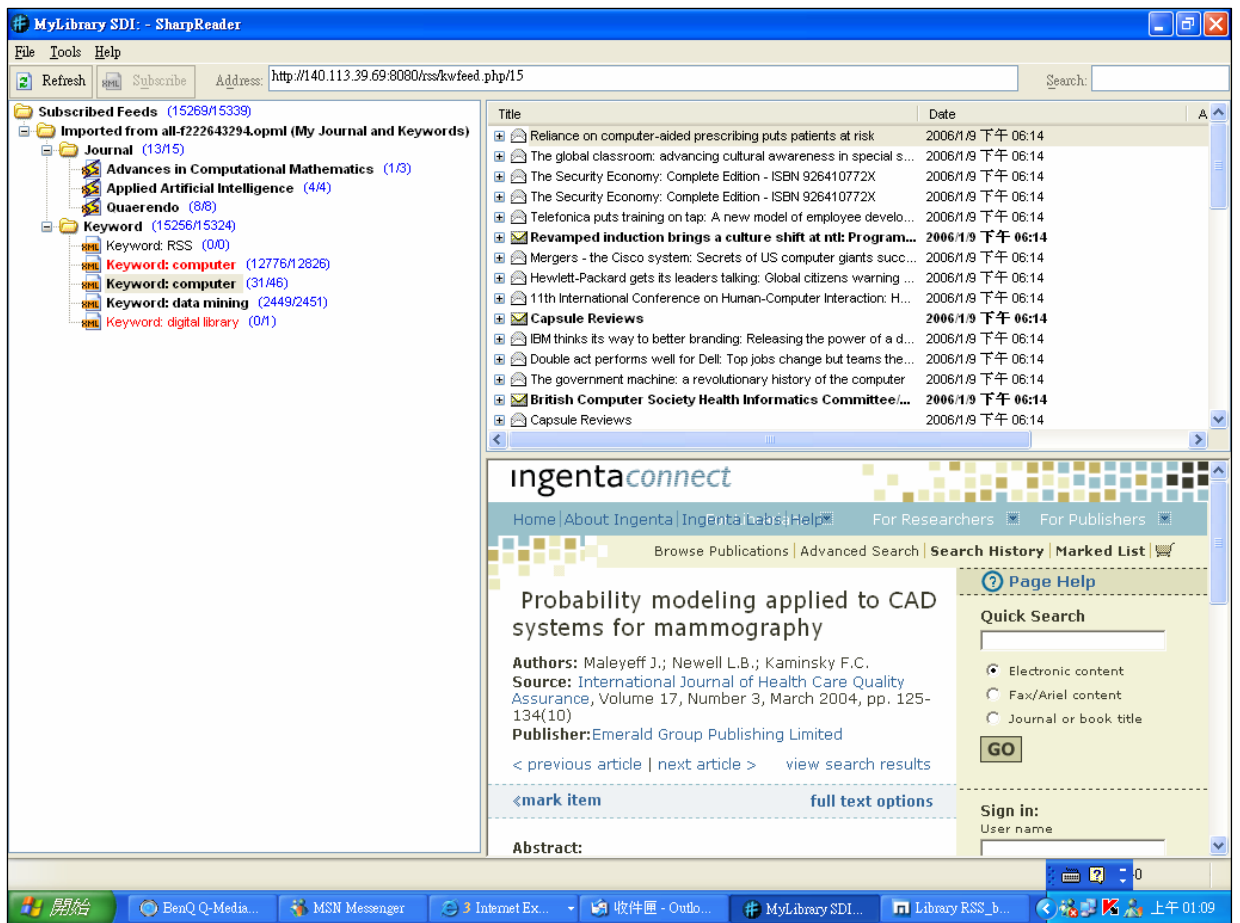 MyLibrary SDI: - SharpReader
File Tools Help
Refresh XML Subscribe Address: http://140.113.39.69:8080/rss/kwfeed.php/15 Search:
Subscribed Feeds (15269/15339)
Imported from all-f222643294.opml (My Journal and Keywords)
Journal (13/15)
Advances in Computational Mathematics (1/3)
Applied Artificial Intelligence (4/4)
Quaerendo (8/8)
Keyword (15256/15324)
XML Keyword: RSS (0/0)
XML Keyword: computer (12776/12826)
XML Keyword: computer (31/46)
XML Keyword: data mining (2449/2451)
XML Keyword: digital library (0/1)
Title Date A
Reliance on computer-aided prescribing puts patients at risk 2006/1/9 下午 06:14
The global classroom: advancing cultural awareness in special s... 2006/1/9 下午 06:14
The Security Economy: Complete Edition - ISBN 926410772X 2006/1/9 下午 06:14
The Security Economy: Complete Edition - ISBN 926410772X 2006/1/9 下午 06:14
Telefonica puts training on tap: A new model of employee develo... 2006/1/9 下午 06:14
Revamped induction brings a culture shift at ntl: Program... 2006/1/9 下午 06:14
Mergers - the Cisco system: Secrets of US computer giants succ... 2006/1/9 下午 06:14
Hewlett-Packard gets its leaders talking: Global citizens warning ... 2006/1/9 下午 06:14
11th International Conference on Human-Computer Interaction: H... 2006/1/9 下午 06:14
Capsule Reviews 2006/1/9 下午 06:14
IBM thinks its way to better branding: Releasing the power of a d... 2006/1/9 下午 06:14
Double act performs well for Dell: Top jobs change but teams the... 2006/1/9 下午 06:14
The government machine: a revolutionary history of the computer 2006/1/9 下午 06:14
British Computer Society Health Informatics Committee/... 2006/1/9 下午 06:14
Capsule Reviews 2006/1/9 下午 06:14
ingentaconnect
Home|About Ingenta|Ingenta Labs|Help For Researchers For Publishers
Browse Publications|Advanced Search|Search History|Marked List|
Page Help
Probability modeling applied to CAD
systems for mammography
Authors: Maleyeff J.; Newell L.B.; Kaminsky F.C.
Source: International Journal of Health Care Quality
Assurance, Volume 17, Number 3, March 2004, pp. 125-
134(10)
Publisher:Emerald Group Publishing Limited
< previous article | next article > view search results
«mark item full text options
Abstract:
Quick Search
Electronic content
Fax/Ariel content
Journal or book title
GO
Sign in:
User name
0
開始 BenQ Q-Media... MSN Messenger 3 Internet Ex... 收件匣 - Outlo... MyLibrary SDI... Library RSS_b... 上午 01:09